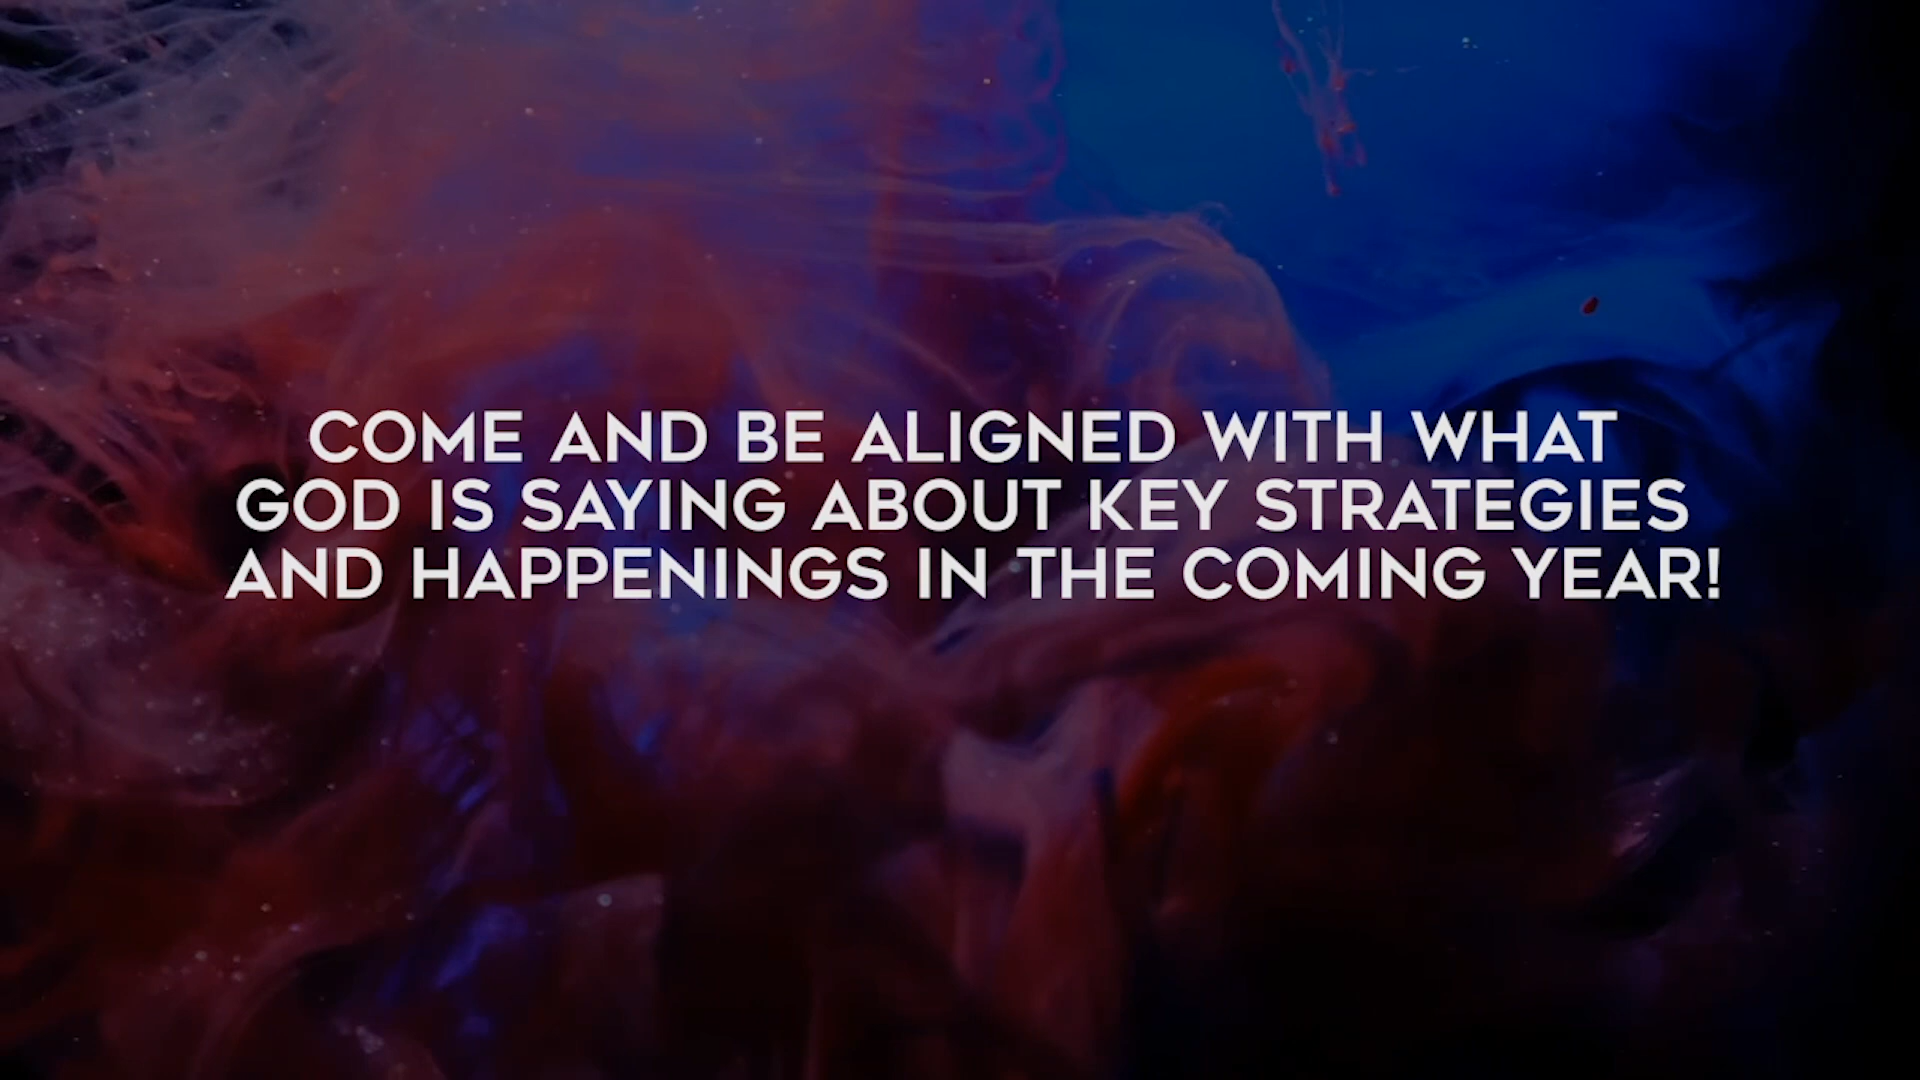 COME AND BE ALIGNED WITH WHAT
GOD IS SAYING ABOUT KEY STRATEGIES
AND HAPPENINGS IN THE COMING YEAR!